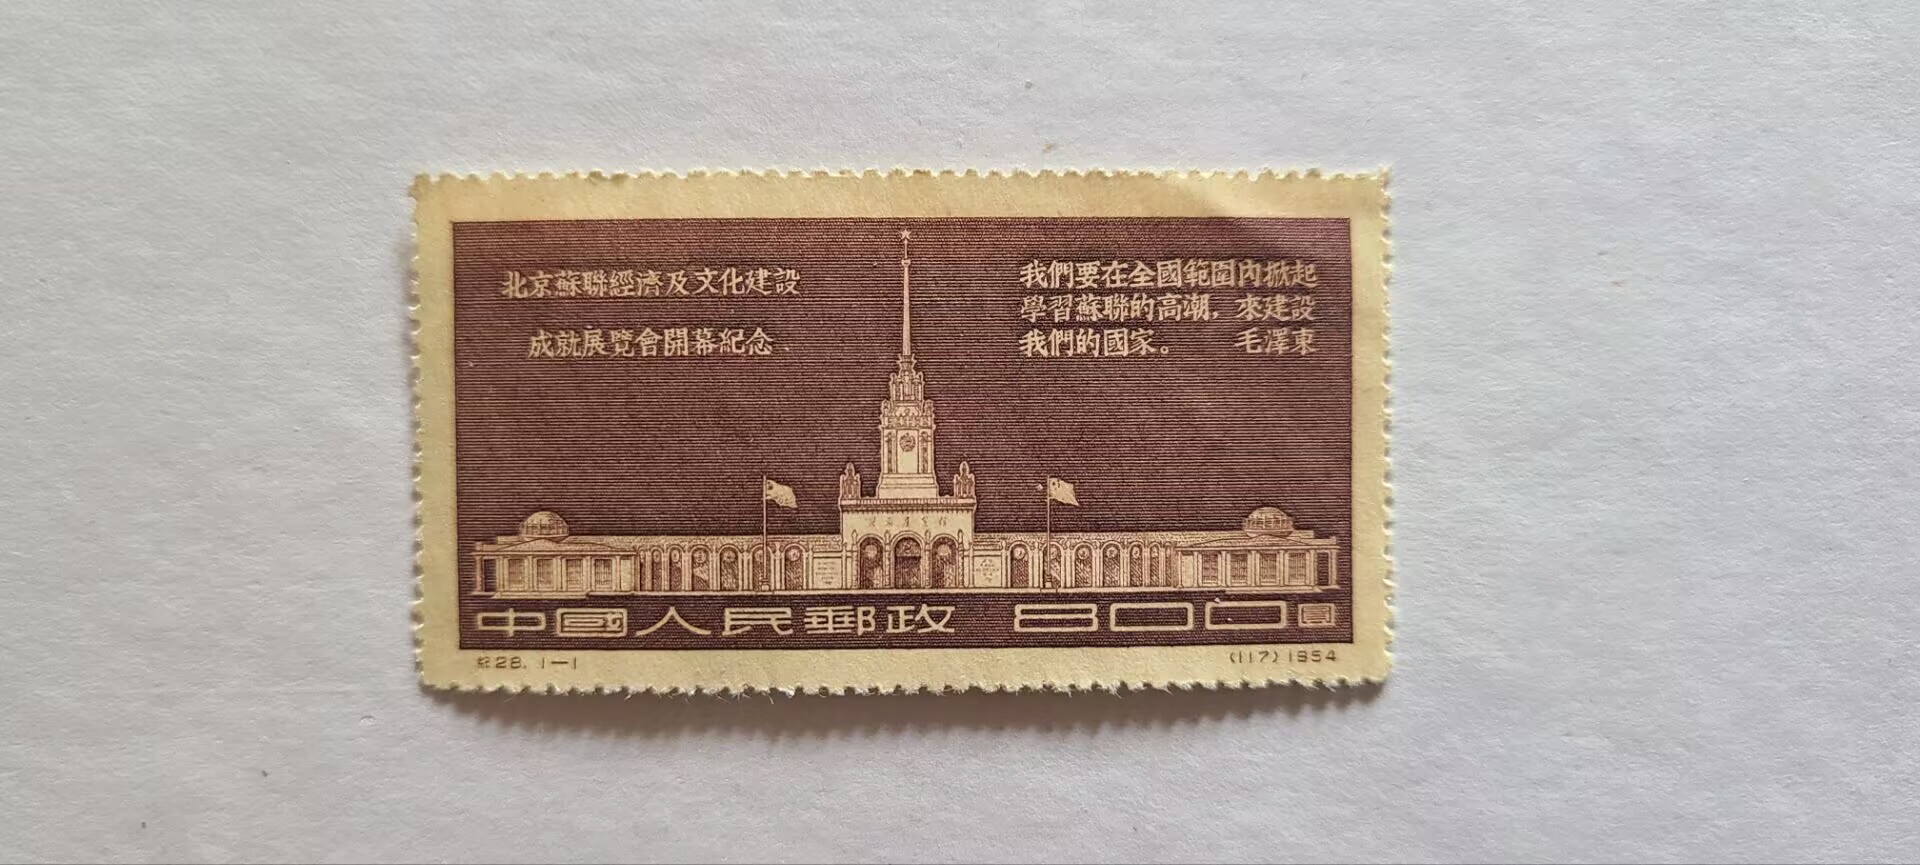 北京蘇聯經濟及文化建設
成就展覽會開幕紀念
我們要在全國範圍內掀起
學習蘇聯的高潮，來建設
我們的國家。 毛澤東
中國人民郵政 800圓
紀28. 1—1 (117) 1954